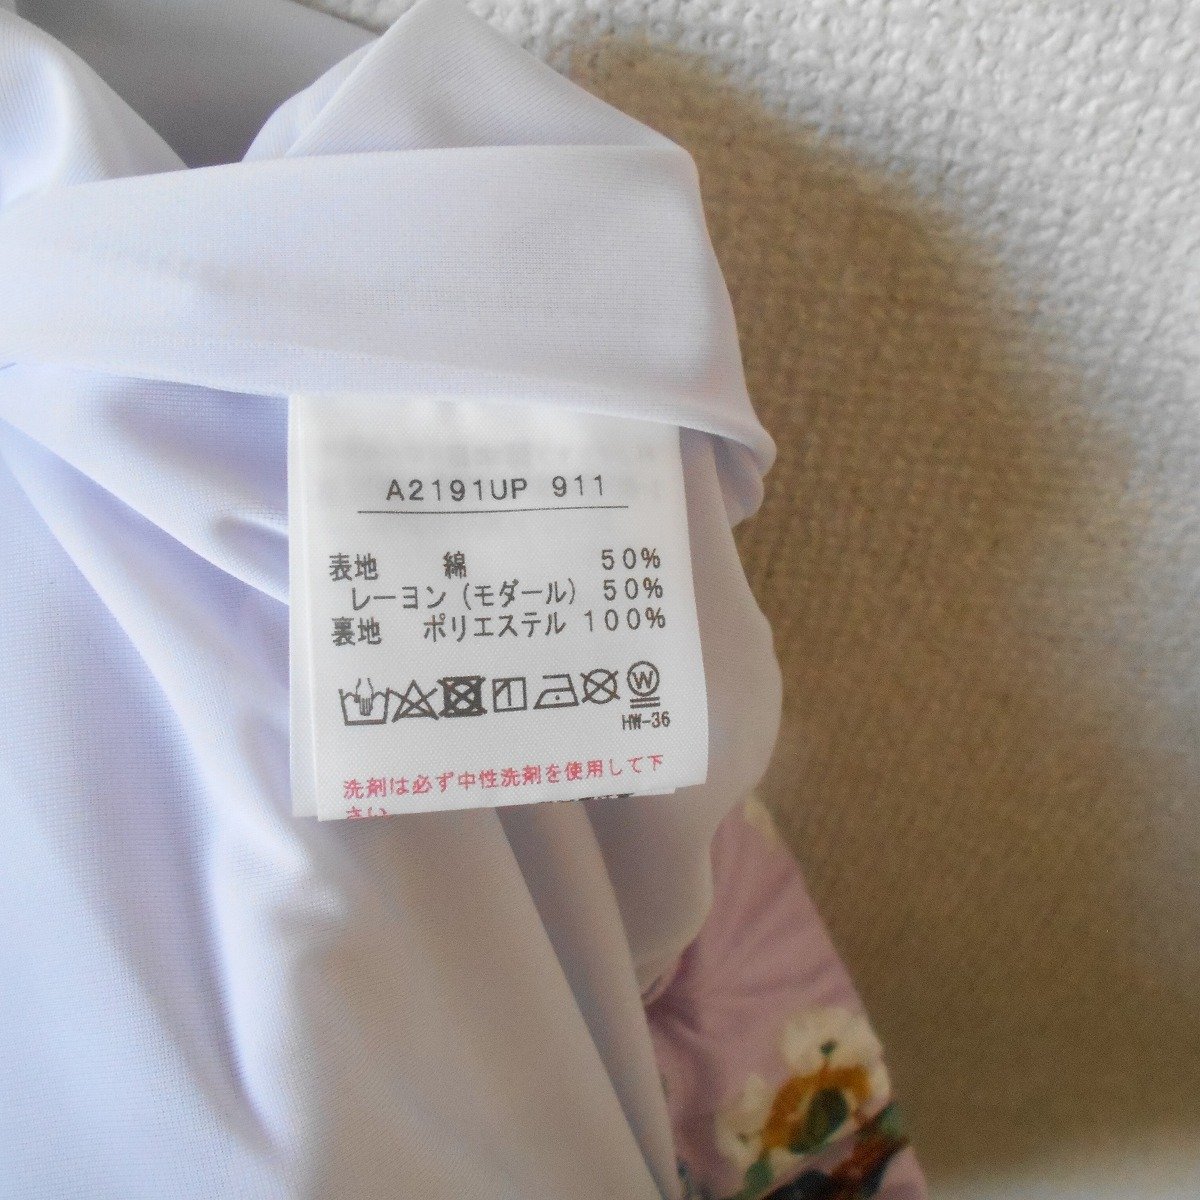 A2191UP 911
表地 綿 50%
レーヨン(モダール) 50%
裏地 ポリエステル 100%
W
HW-36
洗剤は必ず中性洗剤を使用して下
さい